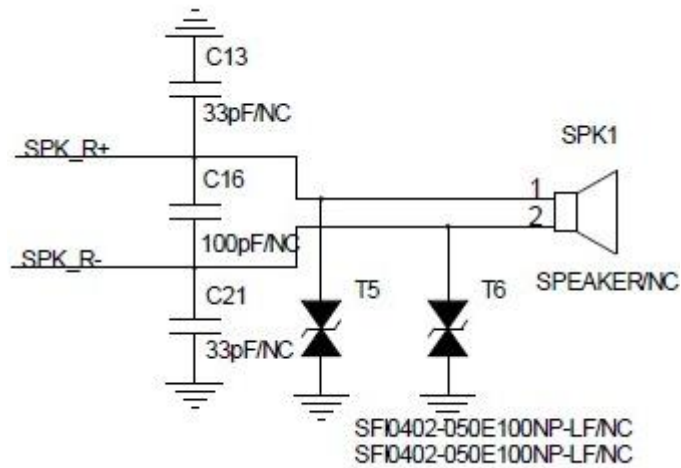 C13
33pF/NC
SPK_R+
SPK1
C16
1
2
100pF/NC
SPK_R-
SPEAKER/NC
C21
T5
T6
33pF/NC
SFI0402-050E100NP-LF/NC
SFI0402-050E100NP-LF/NC